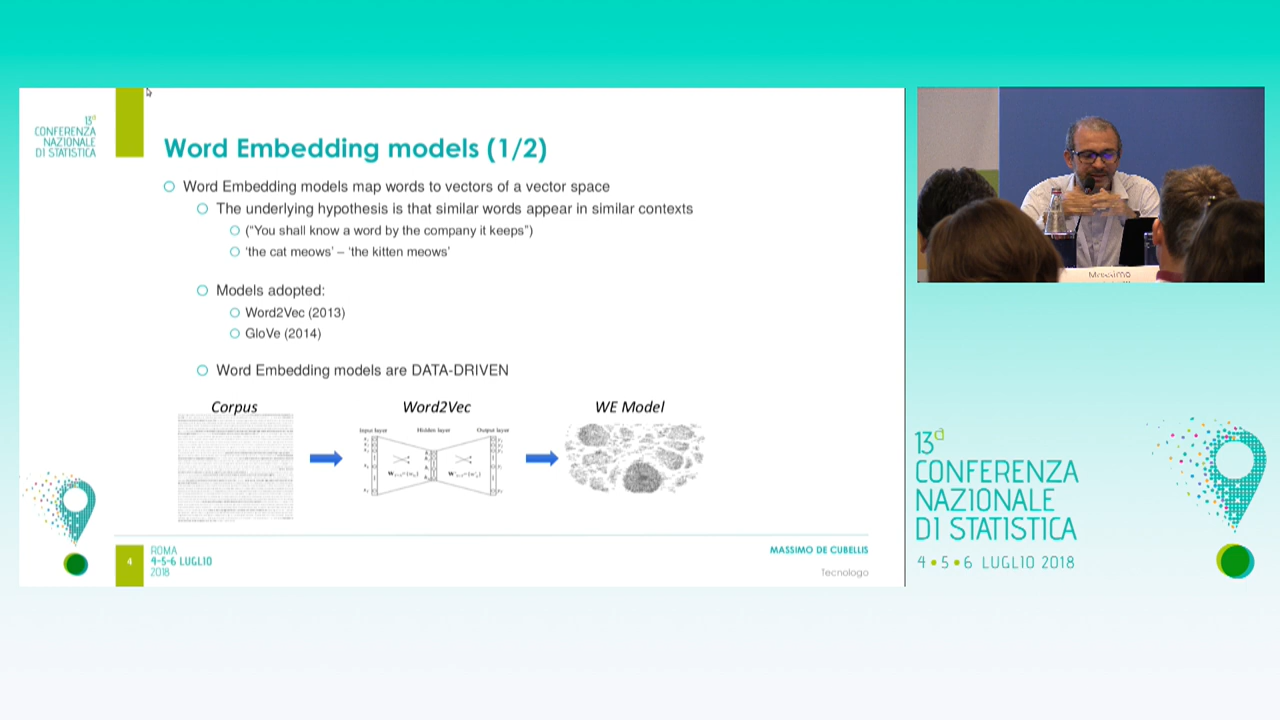 13a
CONFERENZA
NAZIONALE
DI STATISTICA
Word Embedding models (1/2)
Word Embedding models map words to vectors of a vector space
The underlying hypothesis is that similar words appear in similar contexts
("You shall know a word by the company it keeps")
'the cat meows' – 'the kitten meows'
Models adopted:
Word2Vec (2013)
GloVe (2014)
Word Embedding models are DATA-DRIVEN
Corpus
Word2Vec
WE Model
Input layer
Hidden layer
Output layer
4
ROMA
4-5-6 LUGLIO
2018
MASSIMO DE CUBELLIS
Tecnologo
Massimo
13a
CONFERENZA
NAZIONALE
DI STATISTICA
4•5•6 LUGLIO 2018